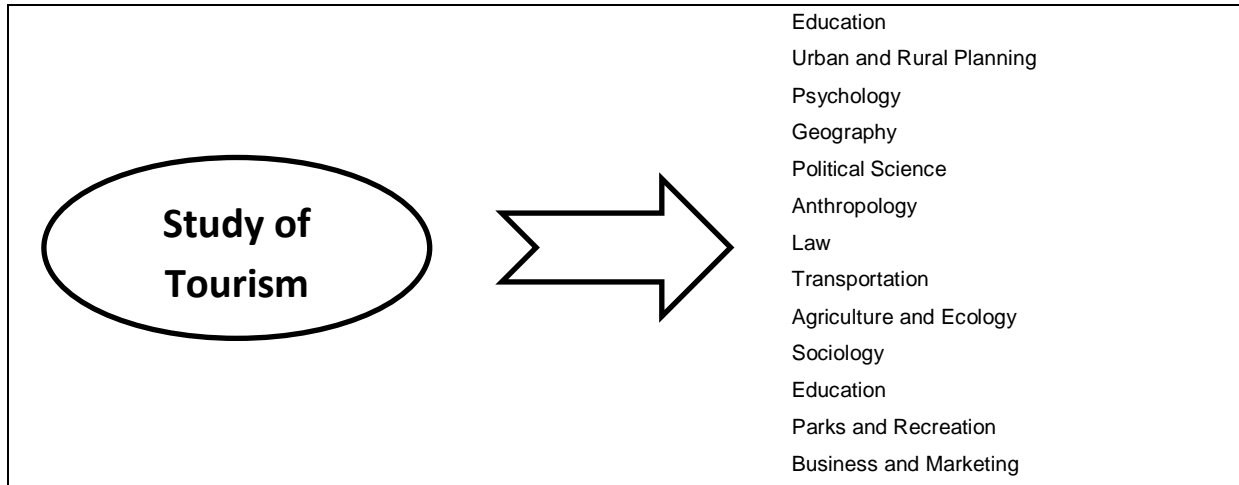 Study of
Tourism
Education
Urban and Rural Planning
Psychology
Geography
Political Science
Anthropology
Law
Transportation
Agriculture and Ecology
Sociology
Education
Parks and Recreation
Business and Marketing